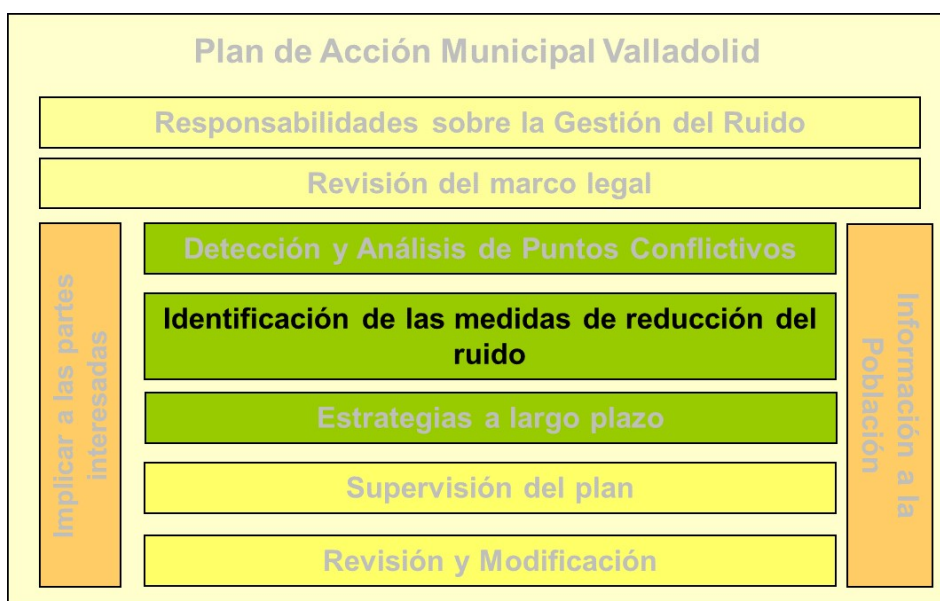 Plan de Acción Municipal Valladolid
Responsabilidades sobre la Gestión del Ruido
Revisión del marco legal
Implicar a las partes
interesadas
Detección y Análisis de Puntos Conflictivos
Identificación de las medidas de reducción del
ruido
Estrategias a largo plazo
Supervisión del plan
Revisión y Modificación
Información a la
Población